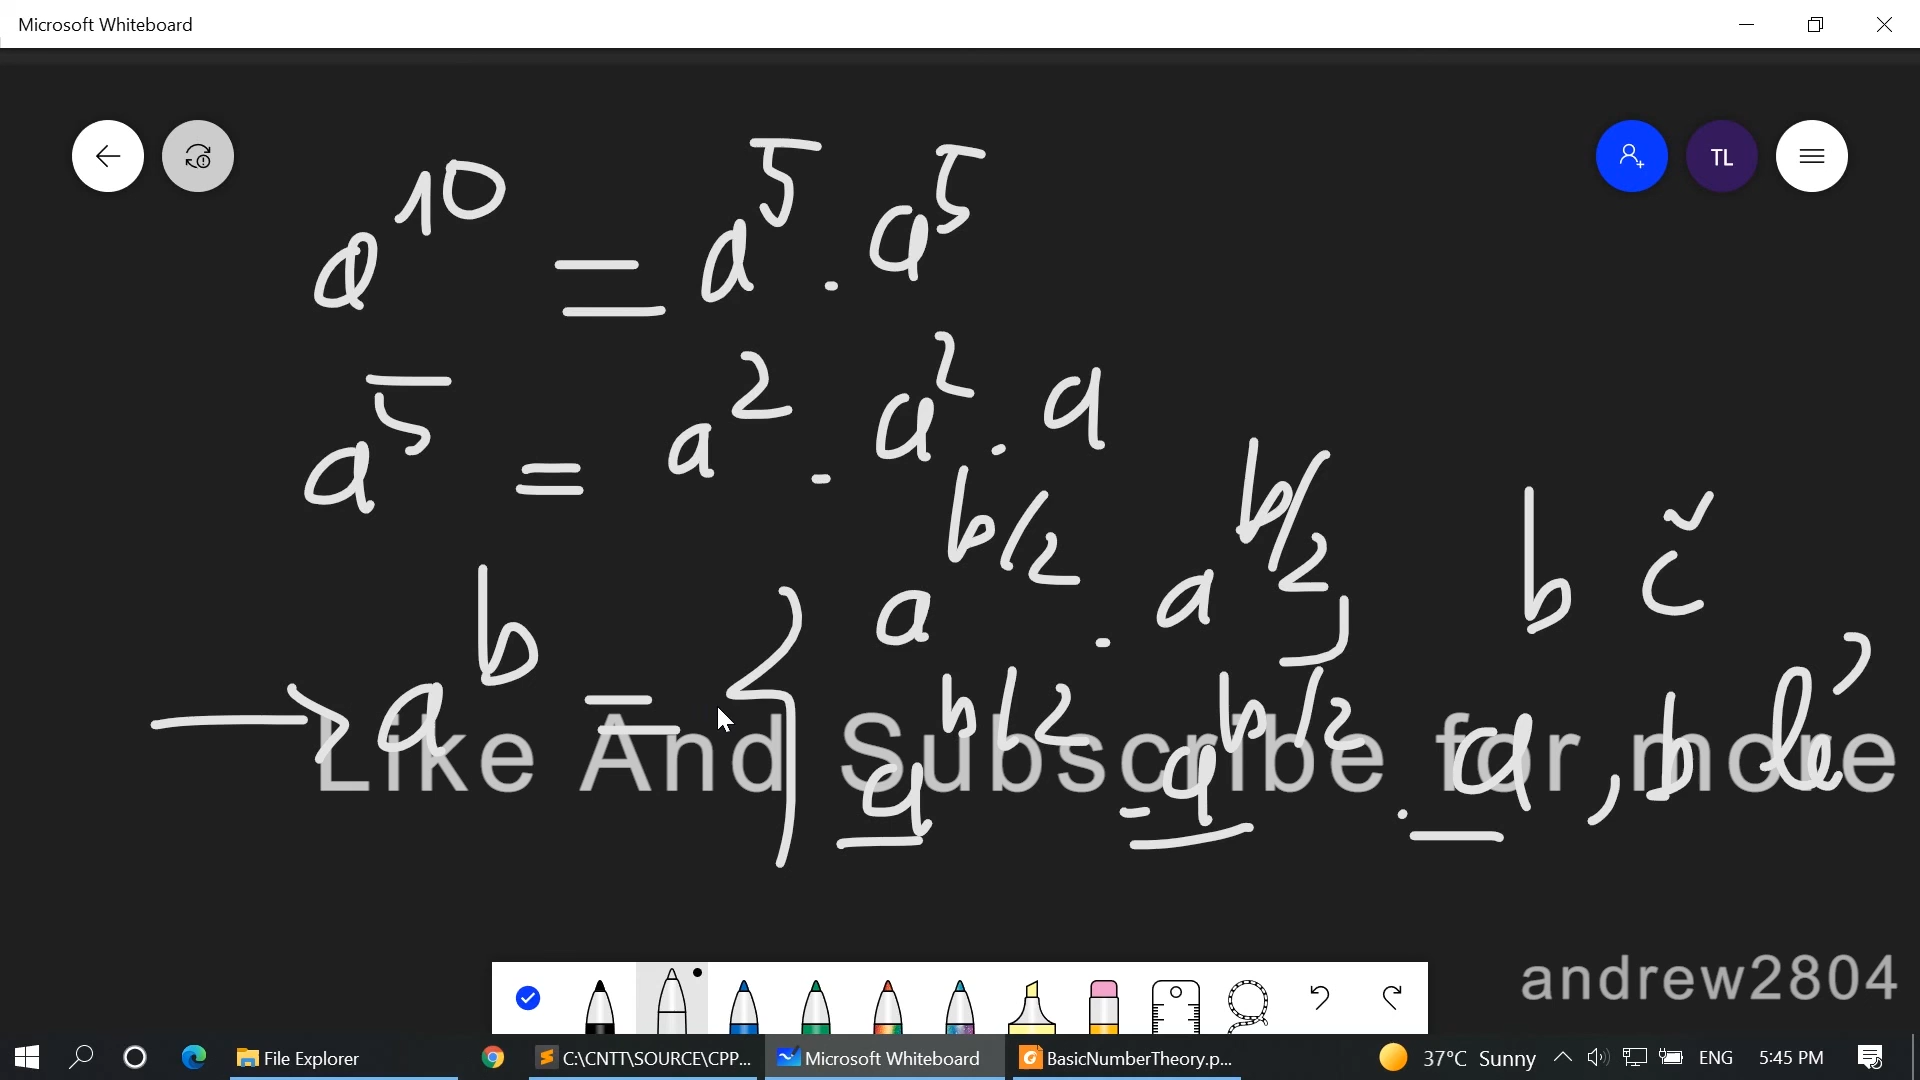 Microsoft Whiteboard
TL
a^10 = a^5 . a^5
a^5 = a^2 . a^2 . a
a^b = { a^b/2 . a^b/2 , b c̃
a^b/2 . a^b/2 . a , b lẻ
Like And Subscribe for more
andrew2804
File Explorer
C:\CNTT\SOURCE\CPP...
Microsoft Whiteboard
BasicNumberTheory.p...
37°C Sunny
ENG
5:45 PM